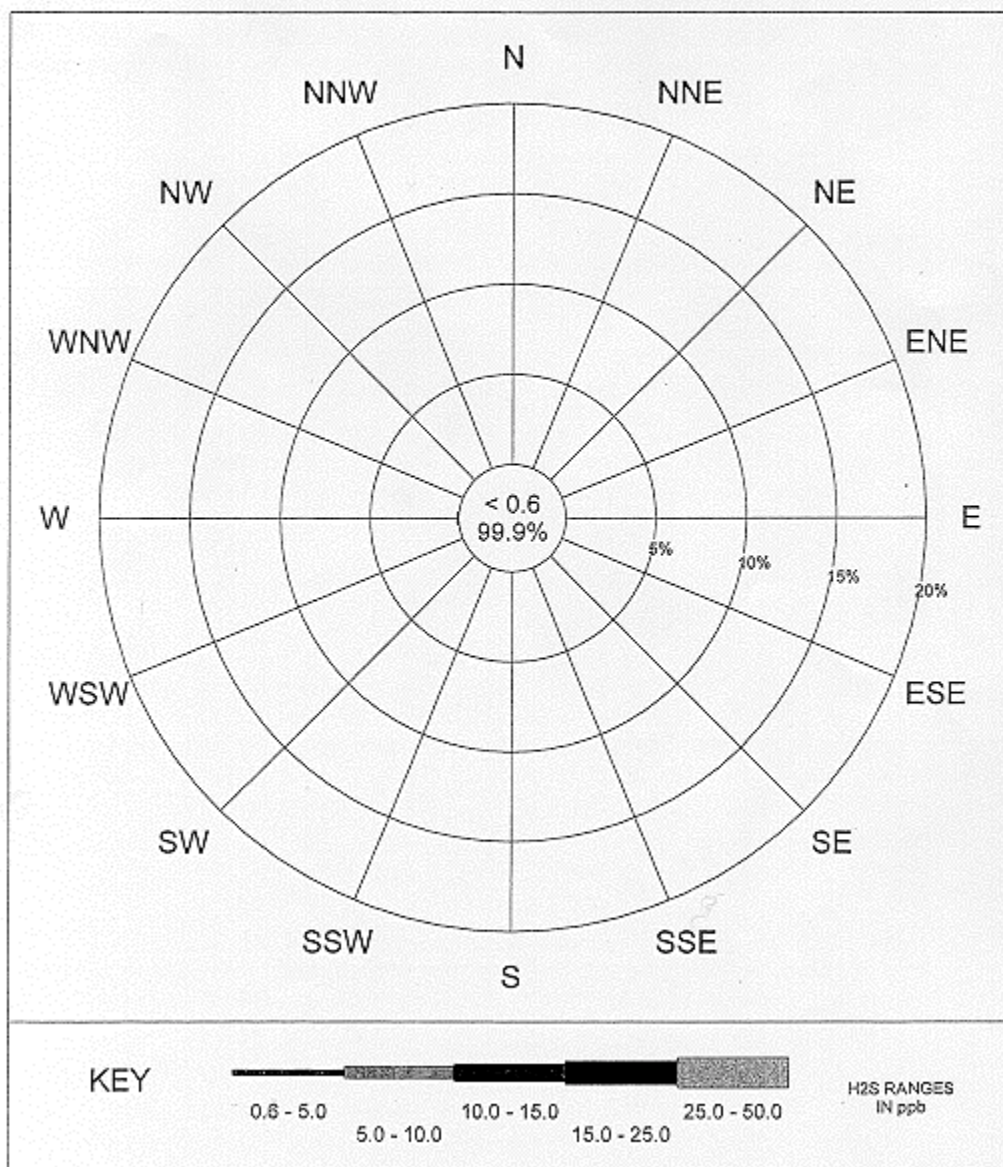 N
NNW
NNE
NW
NE
WNW
ENE
< 0.6
99.9%
W
E
5%
10%
15%
20%
WSW
ESE
SW
SE
SSW
SSE
S
KEY
0.6 - 5.0
10.0 - 15.0
25.0 - 50.0
5.0 - 10.0
15.0 - 25.0
H2S RANGES
IN ppb